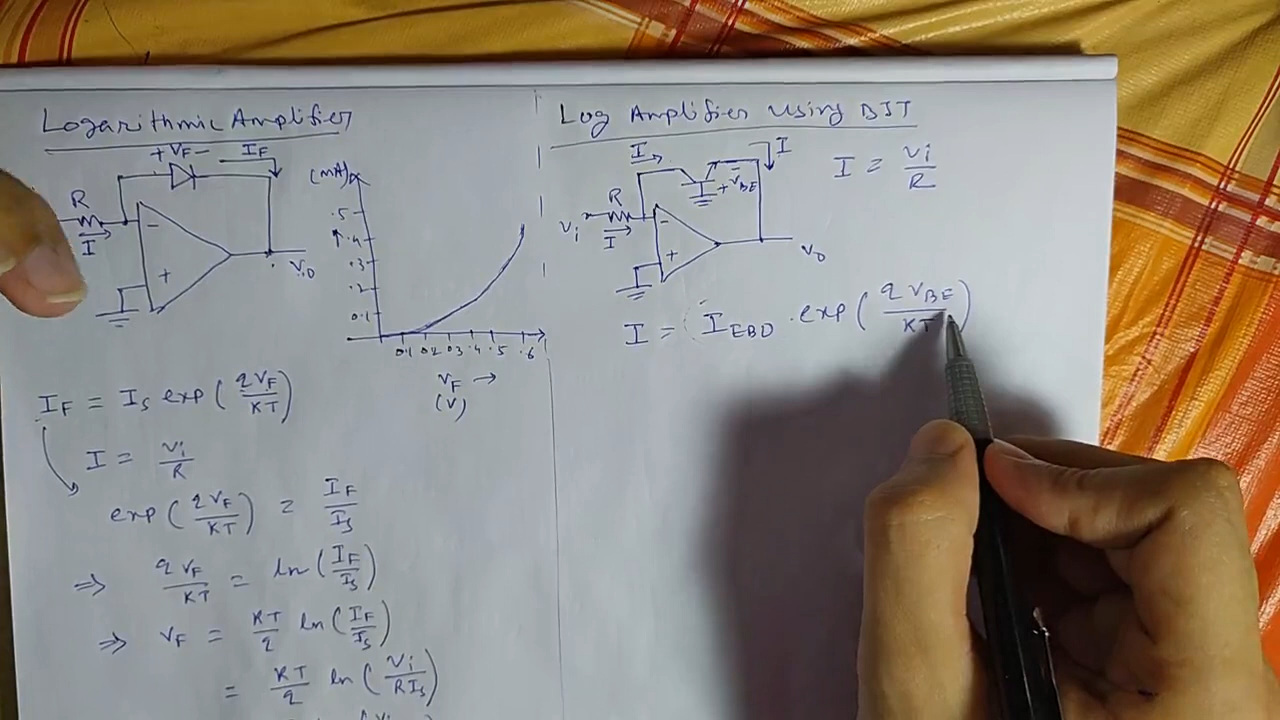 Logarithmic Amplifier
+ VF -
IF
R
I
-
+
Vo
(mA)
.5
.4
.3
.2
0.1
0.1 0.2 0.3 .4 .5 .6
VF →
(V)
IF = Is exp (qVF/KT)
I = Vi/R
exp (qVF/KT) = IF/Is
⇒ qVF/KT = ln (IF/Is)
⇒ VF = KT/q ln (IF/Is)
= KT/q ln (Vi/RIs)
Log Amplifier Using BJT
I
I
+ VBE -
R
Vi
I
-
+
Vo
I = Vi/R
I = IEBO . exp (qVBE/KT)